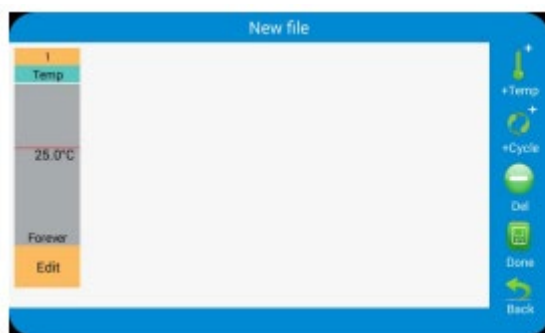 New file
1
Temp
25.0°C
Forever
Edit
+Temp
+Cycle
Del
Done
Back